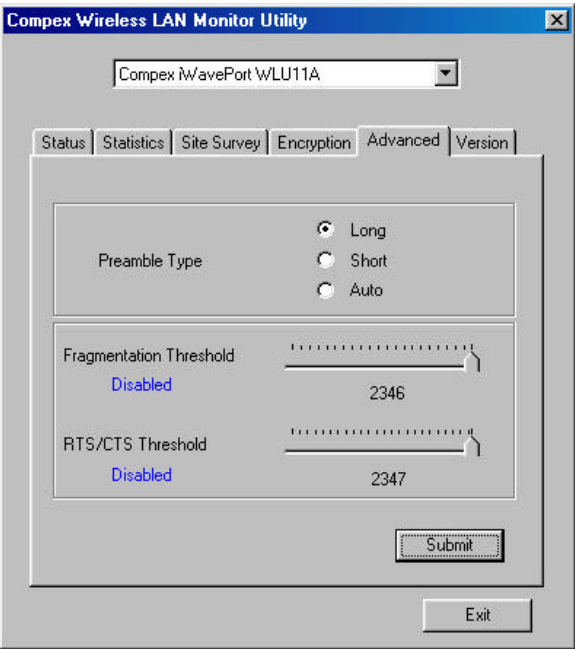 Compex Wireless LAN Monitor Utility
Compex iWavePort WLU11A
Status Statistics Site Survey Encryption Advanced Version
Preamble Type
Long
Short
Auto
Fragmentation Threshold
Disabled
2346
RTS/CTS Threshold
Disabled
2347
Submit
Exit